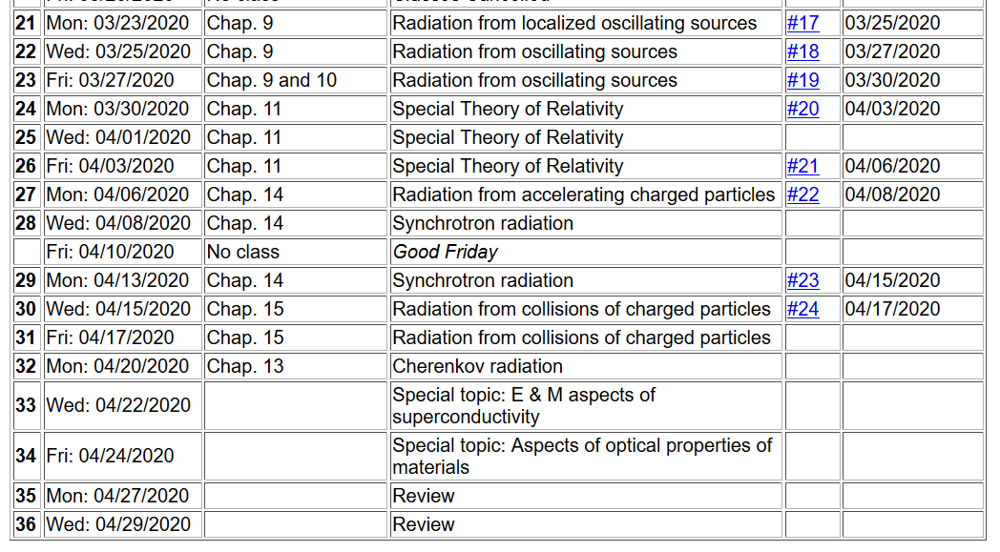 21 Mon: 03/23/2020 Chap. 9 Radiation from localized oscillating sources #17 03/25/2020
22 Wed: 03/25/2020 Chap. 9 Radiation from oscillating sources #18 03/27/2020
23 Fri: 03/27/2020 Chap. 9 and 10 Radiation from oscillating sources #19 03/30/2020
24 Mon: 03/30/2020 Chap. 11 Special Theory of Relativity #20 04/03/2020
25 Wed: 04/01/2020 Chap. 11 Special Theory of Relativity
26 Fri: 04/03/2020 Chap. 11 Special Theory of Relativity #21 04/06/2020
27 Mon: 04/06/2020 Chap. 14 Radiation from accelerating charged particles #22 04/08/2020
28 Wed: 04/08/2020 Chap. 14 Synchrotron radiation
Fri: 04/10/2020 No class Good Friday
29 Mon: 04/13/2020 Chap. 14 Synchrotron radiation #23 04/15/2020
30 Wed: 04/15/2020 Chap. 15 Radiation from collisions of charged particles #24 04/17/2020
31 Fri: 04/17/2020 Chap. 15 Radiation from collisions of charged particles
32 Mon: 04/20/2020 Chap. 13 Cherenkov radiation
33 Wed: 04/22/2020 Special topic: E & M aspects of
superconductivity
34 Fri: 04/24/2020 Special topic: Aspects of optical properties of
materials
35 Mon: 04/27/2020 Review
36 Wed: 04/29/2020 Review